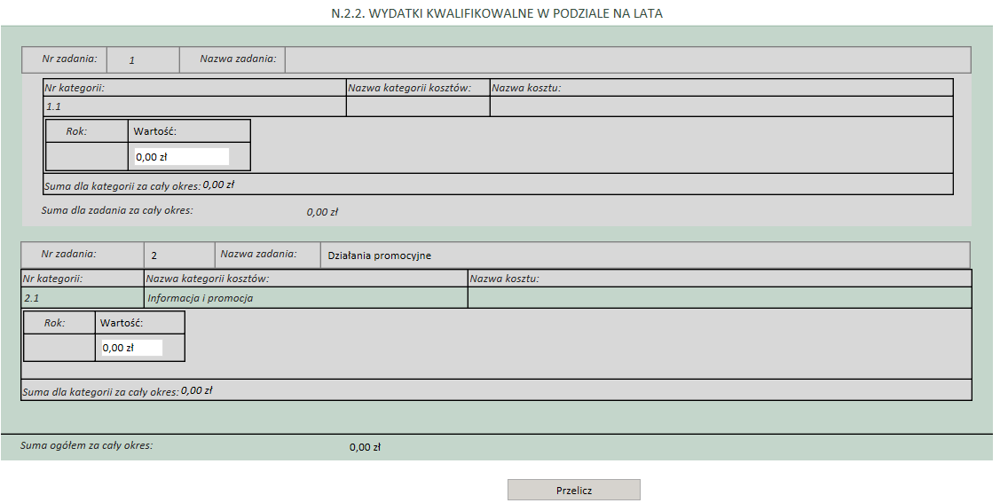 N.2.2. WYDATKI KWALIFIKOWALNE W PODZIALE NA LATA
Nr zadania: 1 Nazwa zadania:
Nr kategorii: Nazwa kategorii kosztów: Nazwa kosztu:
1.1
Rok: Wartość:
0,00 zł
Suma dla kategorii za cały okres: 0,00 zł
Suma dla zadania za cały okres: 0,00 zł
Nr zadania: 2 Nazwa zadania: Działania promocyjne
Nr kategorii: Nazwa kategorii kosztów: Nazwa kosztu:
2.1 Informacja i promocja
Rok: Wartość:
0,00 zł
Suma dla kategorii za cały okres: 0,00 zł
Suma ogółem za cały okres: 0,00 zł
Przelicz